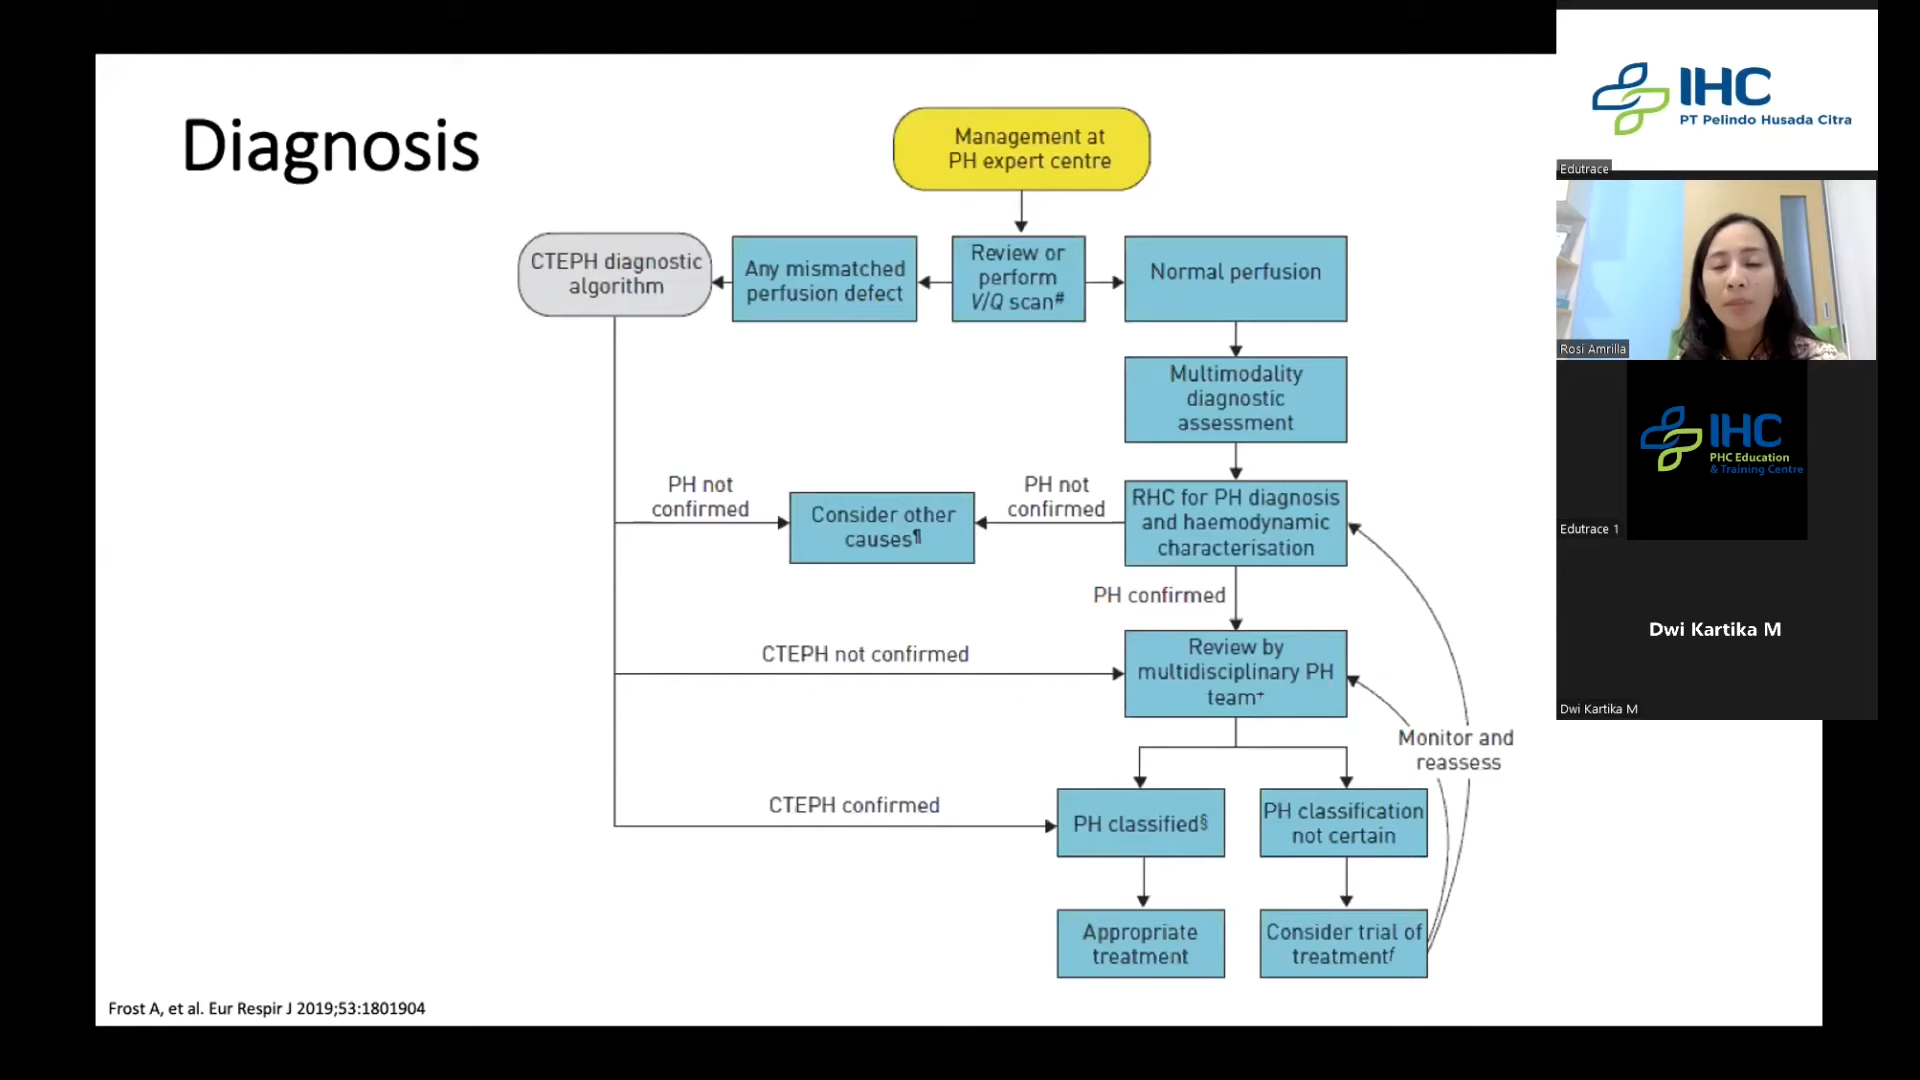 Diagnosis
Management at
PH expert centre
CTEPH diagnostic
algorithm
Any mismatched
perfusion defect
Review or
perform
V/Q scan#
Normal perfusion
Multimodality
diagnostic
assessment
PH not
confirmed
Consider other
causes¶
PH not
confirmed
RHC for PH diagnosis
and haemodynamic
characterisation
PH confirmed
CTEPH not confirmed
Review by
multidisciplinary PH
team+
Monitor and
reassess
CTEPH confirmed
PH classified§
PH classification
not certain
Appropriate
treatment
Consider trial of
treatmentƒ
Frost A, et al. Eur Respir J 2019;53:1801904
IHC
PT Pelindo Husada Citra
Edutrace
Rosi Amrilla
IHC
PHC Education
& Training Centre
Edutrace 1
Dwi Kartika M
Dwi Kartika M